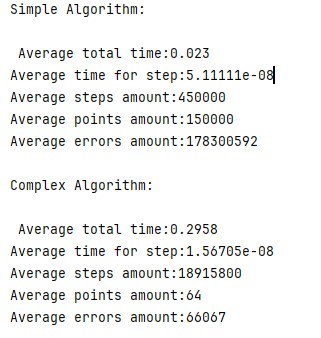 Simple Algorithm:
Average total time:0.023
Average time for step:5.11111e-08
Average steps amount:450000
Average points amount:150000
Average errors amount:178300592
Complex Algorithm:
Average total time:0.2958
Average time for step:1.56705e-08
Average steps amount:18915800
Average points amount:64
Average errors amount:66067